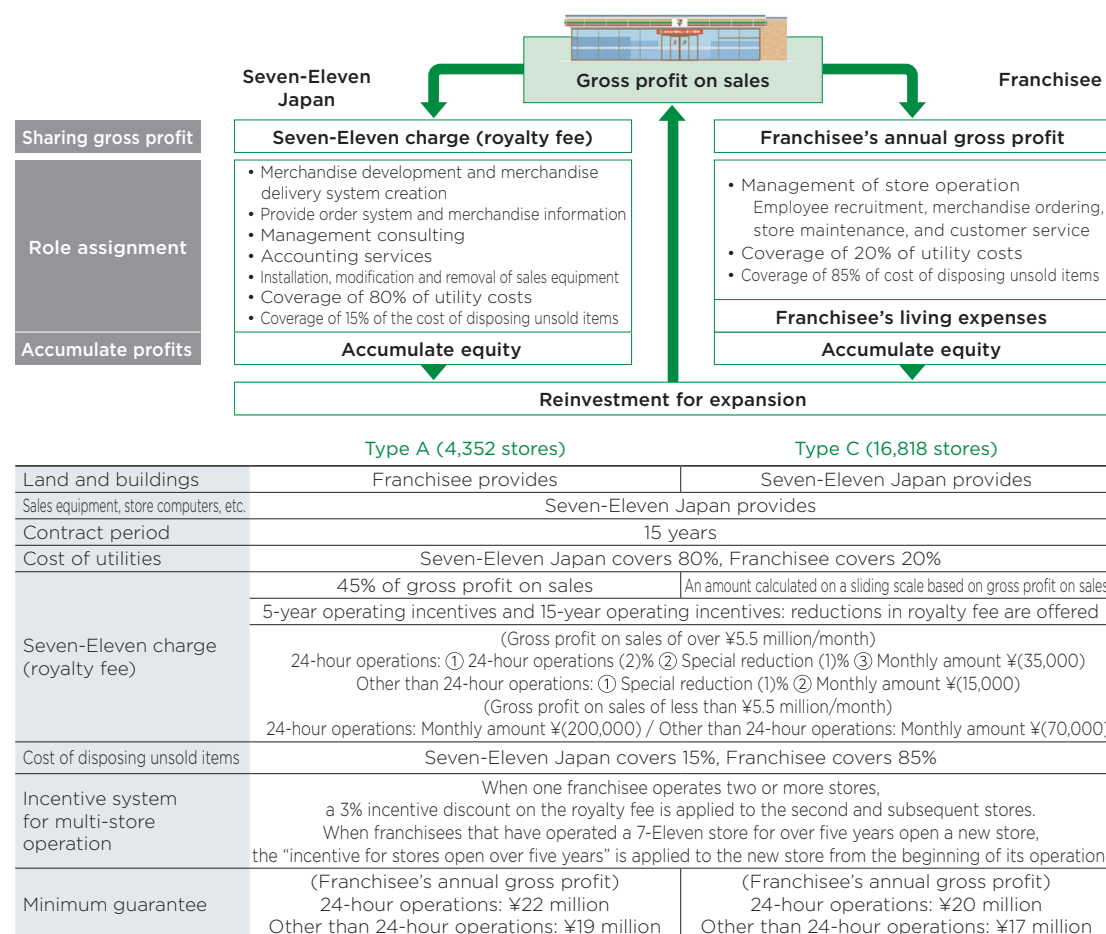 Seven-Eleven
Japan
Gross profit on sales
Franchisee
Sharing gross profit
Seven-Eleven charge (royalty fee)
Franchisee's annual gross profit
Role assignment
• Merchandise development and merchandise
delivery system creation
• Provide order system and merchandise information
• Management consulting
• Accounting services
• Installation, modification and removal of sales equipment
• Coverage of 80% of utility costs
• Coverage of 15% of the cost of disposing unsold items
• Management of store operation
Employee recruitment, merchandise ordering,
store maintenance, and customer service
• Coverage of 20% of utility costs
• Coverage of 85% of cost of disposing unsold items
Franchisee's living expenses
Accumulate profits
Accumulate equity
Accumulate equity
Reinvestment for expansion
Type A (4,352 stores)
Type C (16,818 stores)
Land and buildings
Franchisee provides
Seven-Eleven Japan provides
Sales equipment, store computers, etc.
Seven-Eleven Japan provides
Contract period
15 years
Cost of utilities
Seven-Eleven Japan covers 80%, Franchisee covers 20%
Seven-Eleven charge
(royalty fee)
45% of gross profit on sales
An amount calculated on a sliding scale based on gross profit on sales
5-year operating incentives and 15-year operating incentives: reductions in royalty fee are offered
(Gross profit on sales of over ¥5.5 million/month)
24-hour operations: ① 24-hour operations (2)% ② Special reduction (1)% ③ Monthly amount ¥(35,000)
Other than 24-hour operations: ① Special reduction (1)% ② Monthly amount ¥(15,000)
(Gross profit on sales of less than ¥5.5 million/month)
24-hour operations: Monthly amount ¥(200,000) / Other than 24-hour operations: Monthly amount ¥(70,000)
Cost of disposing unsold items
Seven-Eleven Japan covers 15%, Franchisee covers 85%
Incentive system
for multi-store
operation
When one franchisee operates two or more stores,
a 3% incentive discount on the royalty fee is applied to the second and subsequent stores.
When franchisees that have operated a 7-Eleven store for over five years open a new store,
the "incentive for stores open over five years" is applied to the new store from the beginning of its operation
Minimum guarantee
(Franchisee's annual gross profit)
24-hour operations: ¥22 million
Other than 24-hour operations: ¥19 million
(Franchisee's annual gross profit)
24-hour operations: ¥20 million
Other than 24-hour operations: ¥17 million